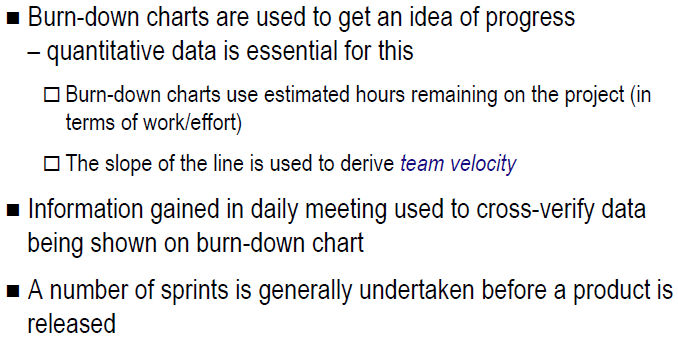 ■ Burn-down charts are used to get an idea of progress
– quantitative data is essential for this
□ Burn-down charts use estimated hours remaining on the project (in
terms of work/effort)
□ The slope of the line is used to derive team velocity
■ Information gained in daily meeting used to cross-verify data
being shown on burn-down chart
■ A number of sprints is generally undertaken before a product is
released